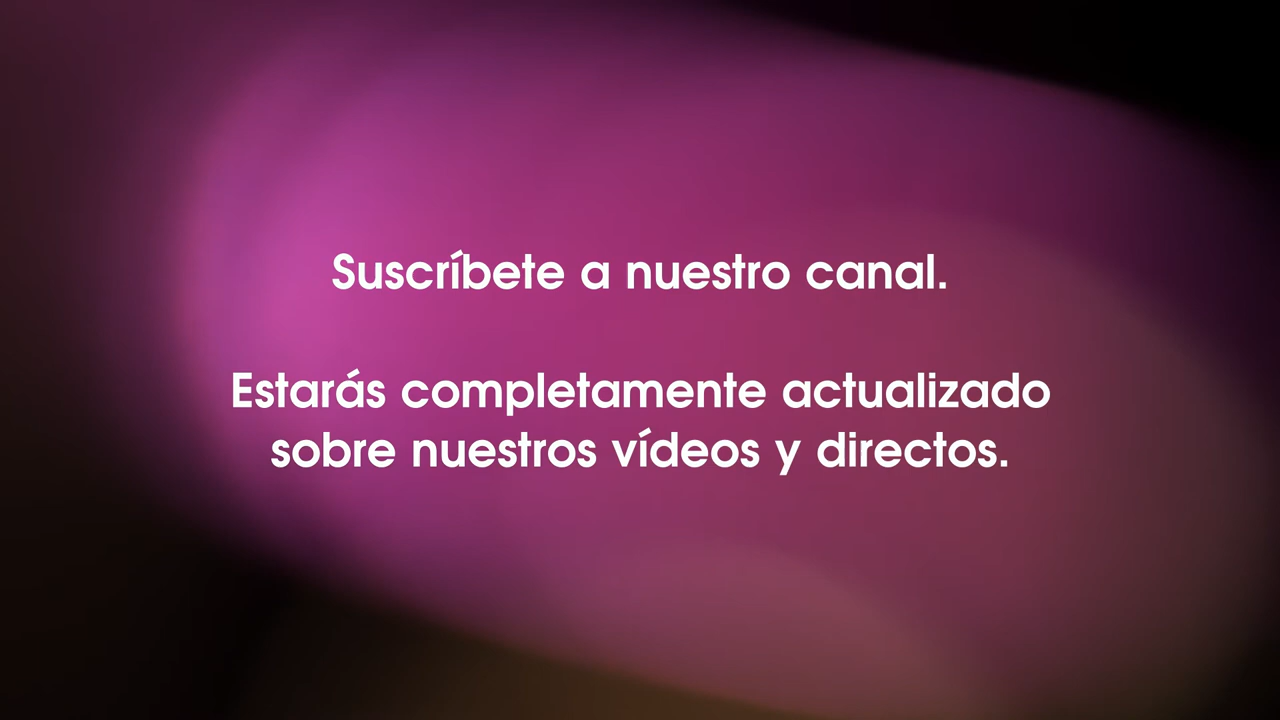 Suscríbete a nuestro canal.
Estarás completamente actualizado
sobre nuestros vídeos y directos.